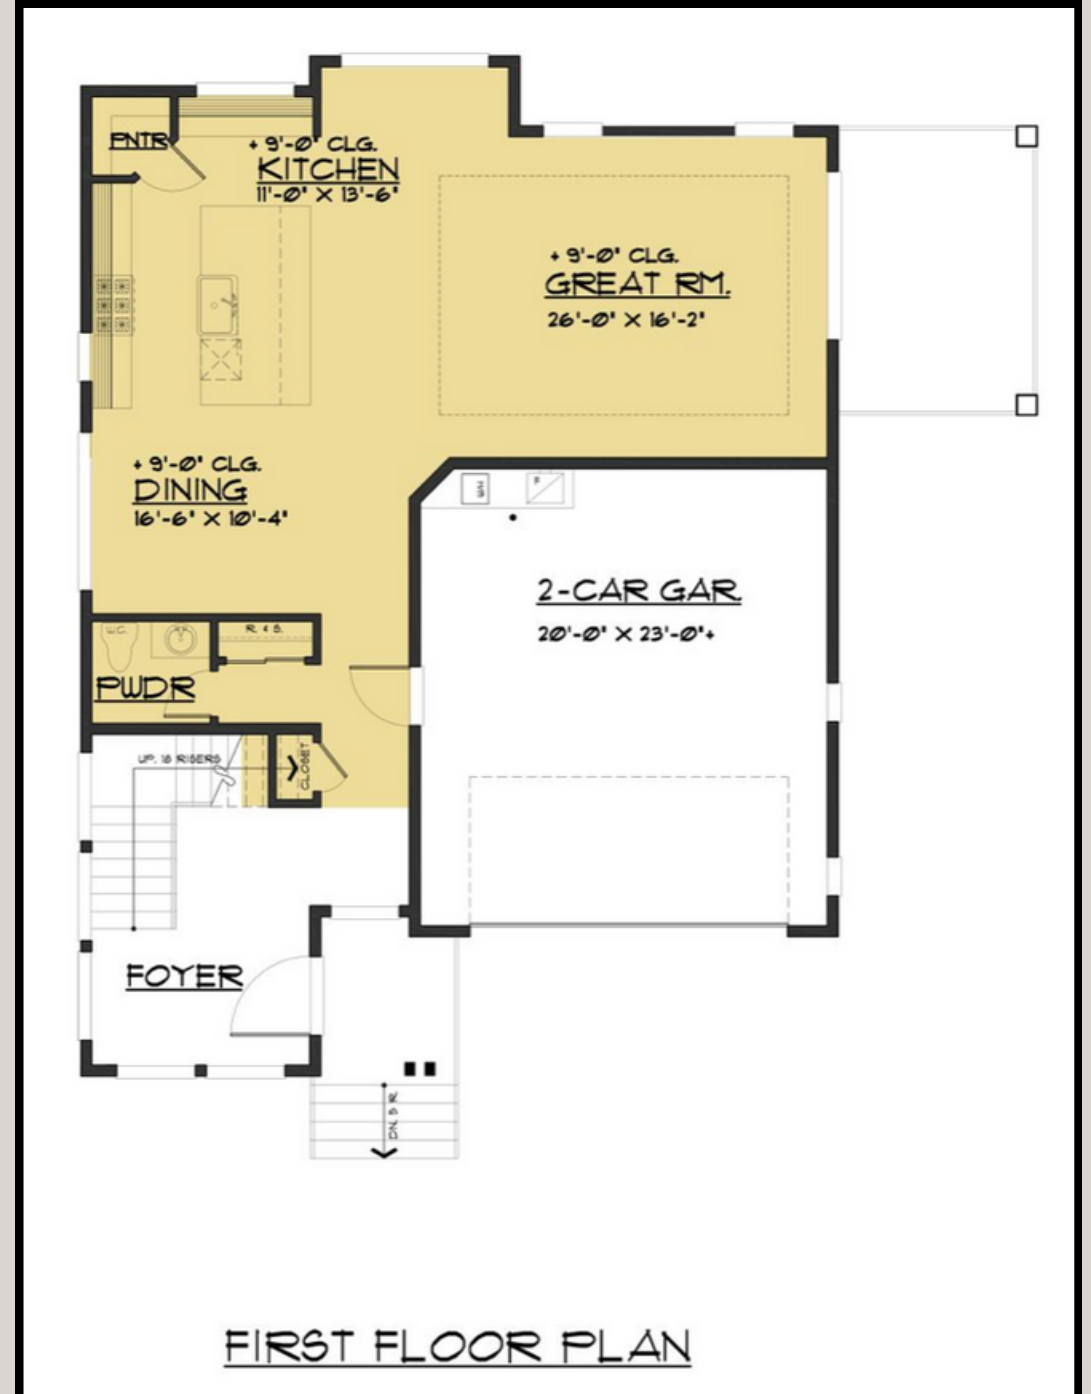 PNTR
+ 9'-0" CLG.
KITCHEN
11'-0" X 13'-6"
+ 9'-0" CLG.
GREAT RM.
26'-0" X 16'-2"
+ 9'-0" CLG.
DINING
16'-6" X 10'-4"
2-CAR GAR.
20'-0" X 23'-0"+
W.C.
R. & S.
PWDR
UP. 16 RISERS
CLOSET
FOYER
DN. 5 R.
FIRST FLOOR PLAN